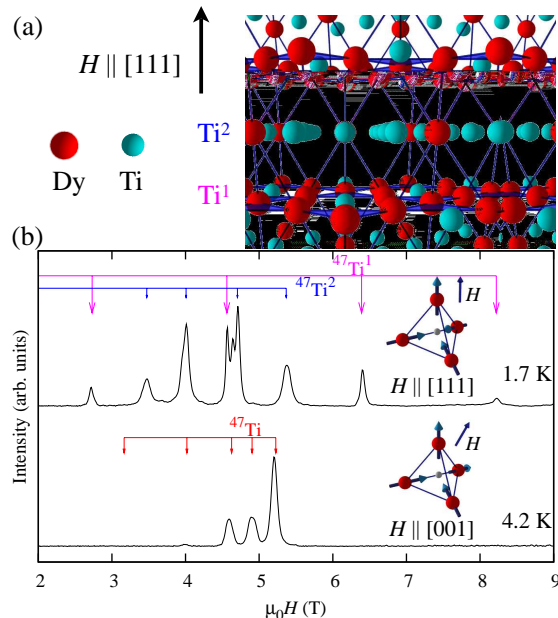 (a)
H || [111]
Ti²
Dy
Ti
Ti¹
(b)
⁴⁷Ti¹
⁴⁷Ti²
H
H || [111]
1.7 K
Intensity (arb. units)
⁴⁷Ti
H
H || [001]
4.2 K
2 3 4 5 6 7 8 9
μ₀H (T)